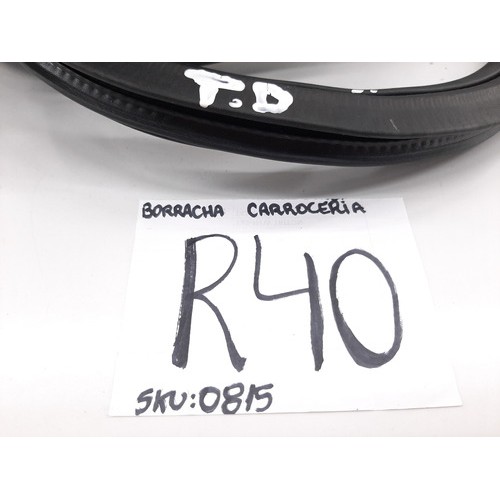 T.D
BORRACHA CARROCERIA
R40
SKU:0815